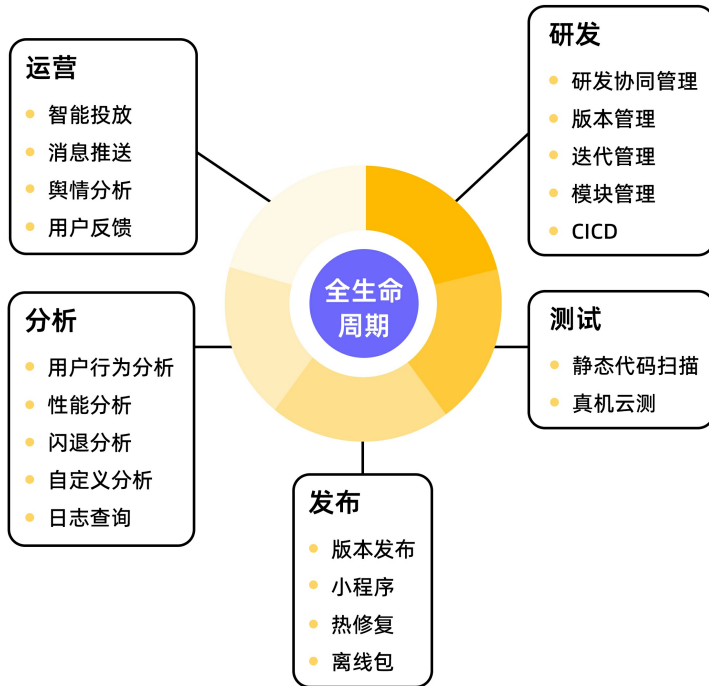 运营
智能投放
消息推送
舆情分析
用户反馈
研发
研发协同管理
版本管理
迭代管理
模块管理
CICD
全生命
周期
分析
用户行为分析
性能分析
闪退分析
自定义分析
日志查询
测试
静态代码扫描
真机云测
发布
版本发布
小程序
热修复
离线包